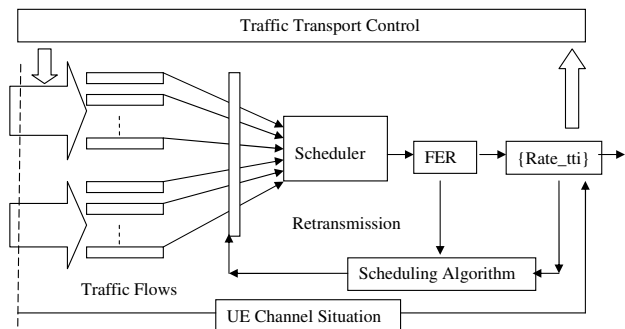 Traffic Transport Control
Scheduler
FER
{Rate_tti}
Retransmission
Scheduling Algorithm
Traffic Flows
UE Channel Situation